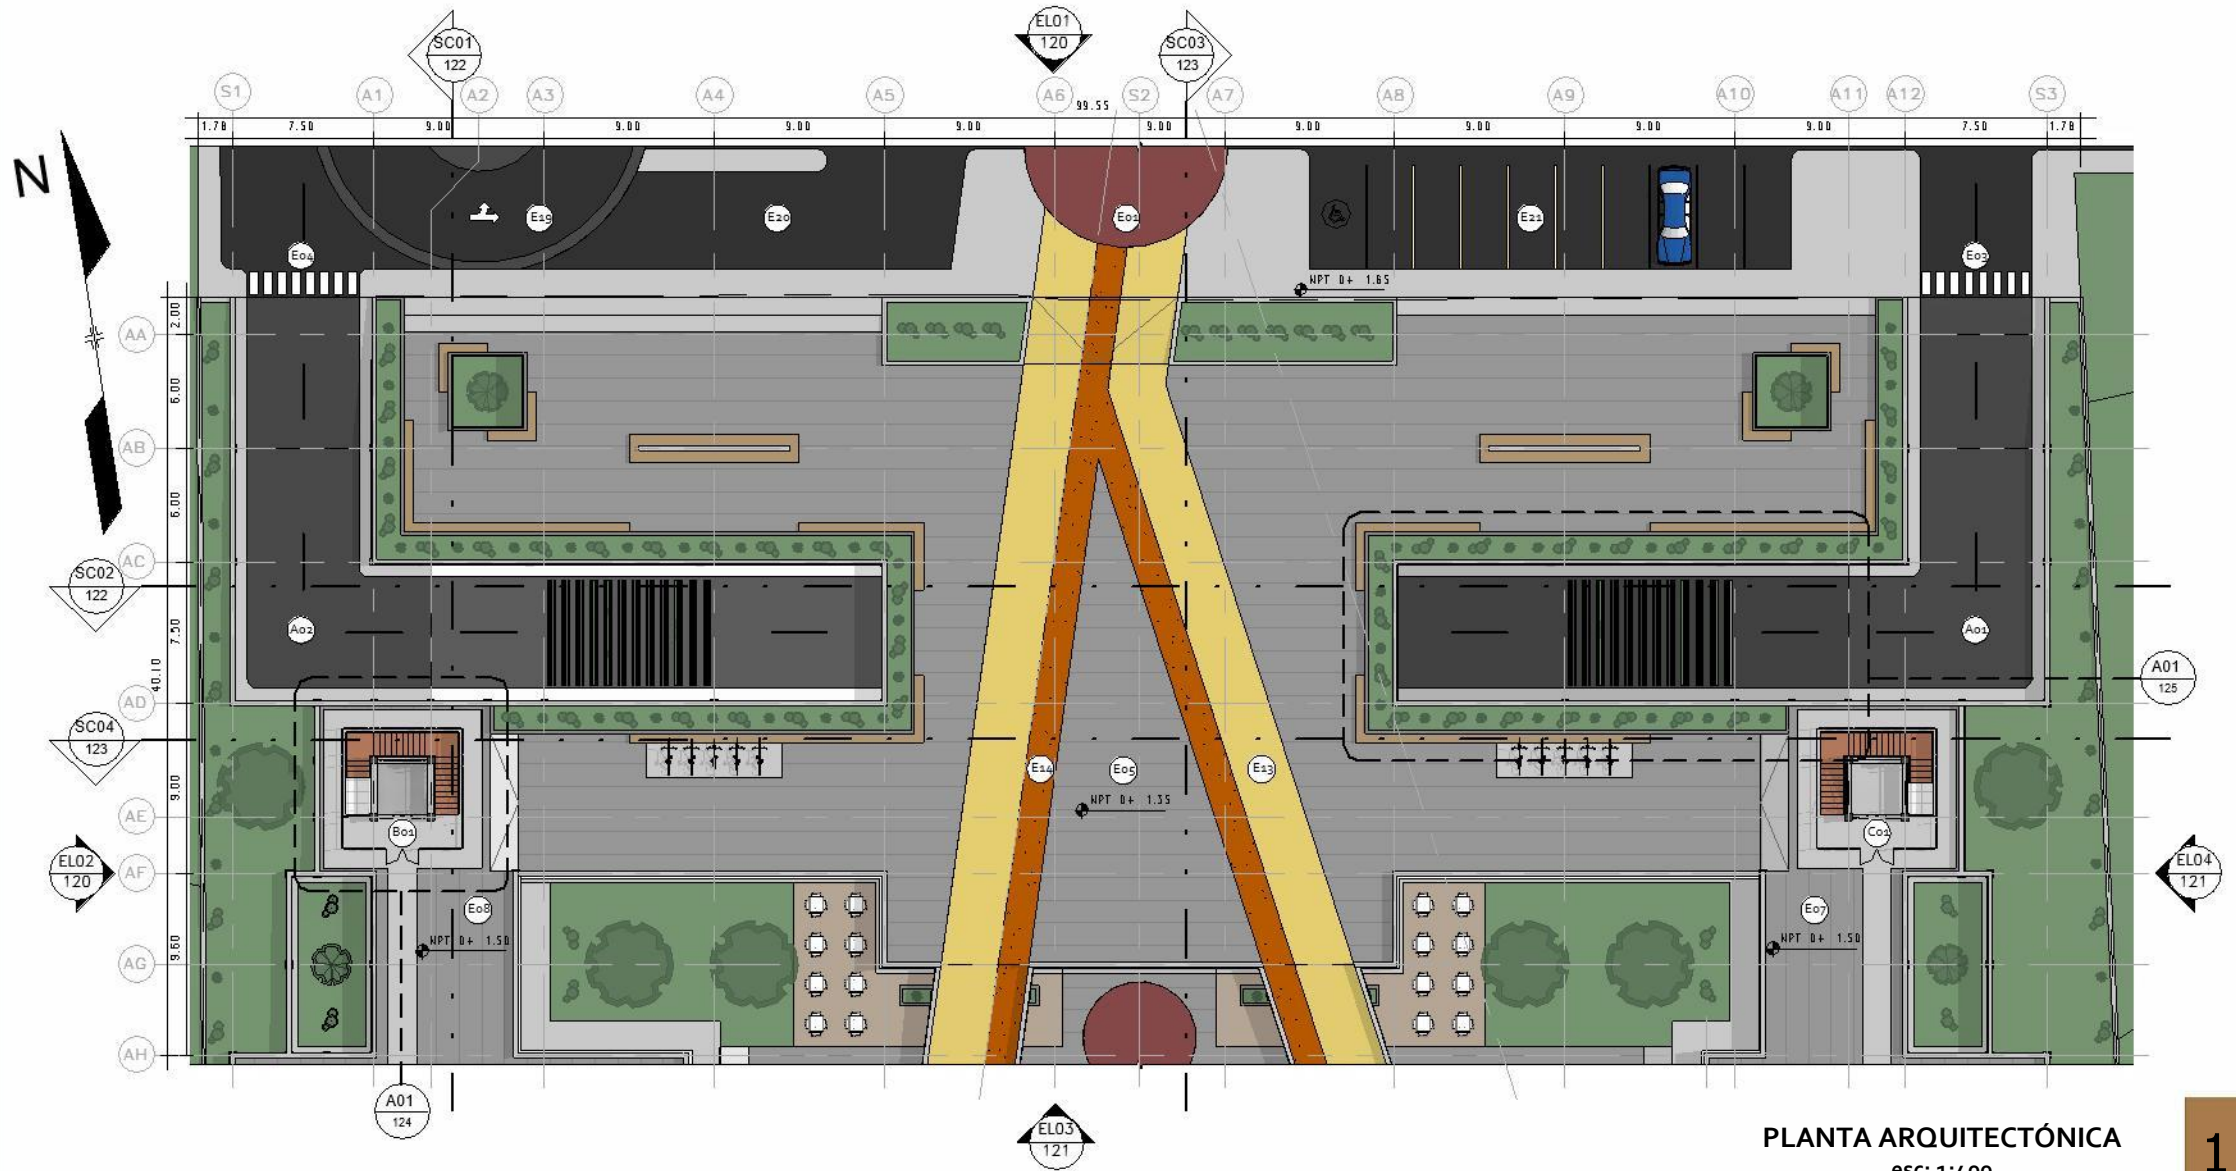 SC01
122
EL01
120
SC03
123
S1 A1 A2 A3 A4 A5 A6 S2 A7 A8 A9 A10 A11 A12 S3
99.55
1.78 7.50 9.00 9.00 9.00 9.00 9.00 9.00 9.00 9.00 9.00 7.50 1.78
N
E19 E20 E01 E21
E04 E03
NPT 0+ 1.65
2.00
AA
6.00
AB
6.00
AC
SC02
122
A02 A01
7.50
40.10
A01
125
AD
SC04
123
E14 E05 E13
9.00
NPT 0+ 1.35
AE
B01 C01
EL02
120
AF
EL04
121
E08 E07
NPT 0+ 1.50
NPT 0+ 1.50
9.60
AG
AH
A01
124
EL03
121
PLANTA ARQUITECTÓNICA
1